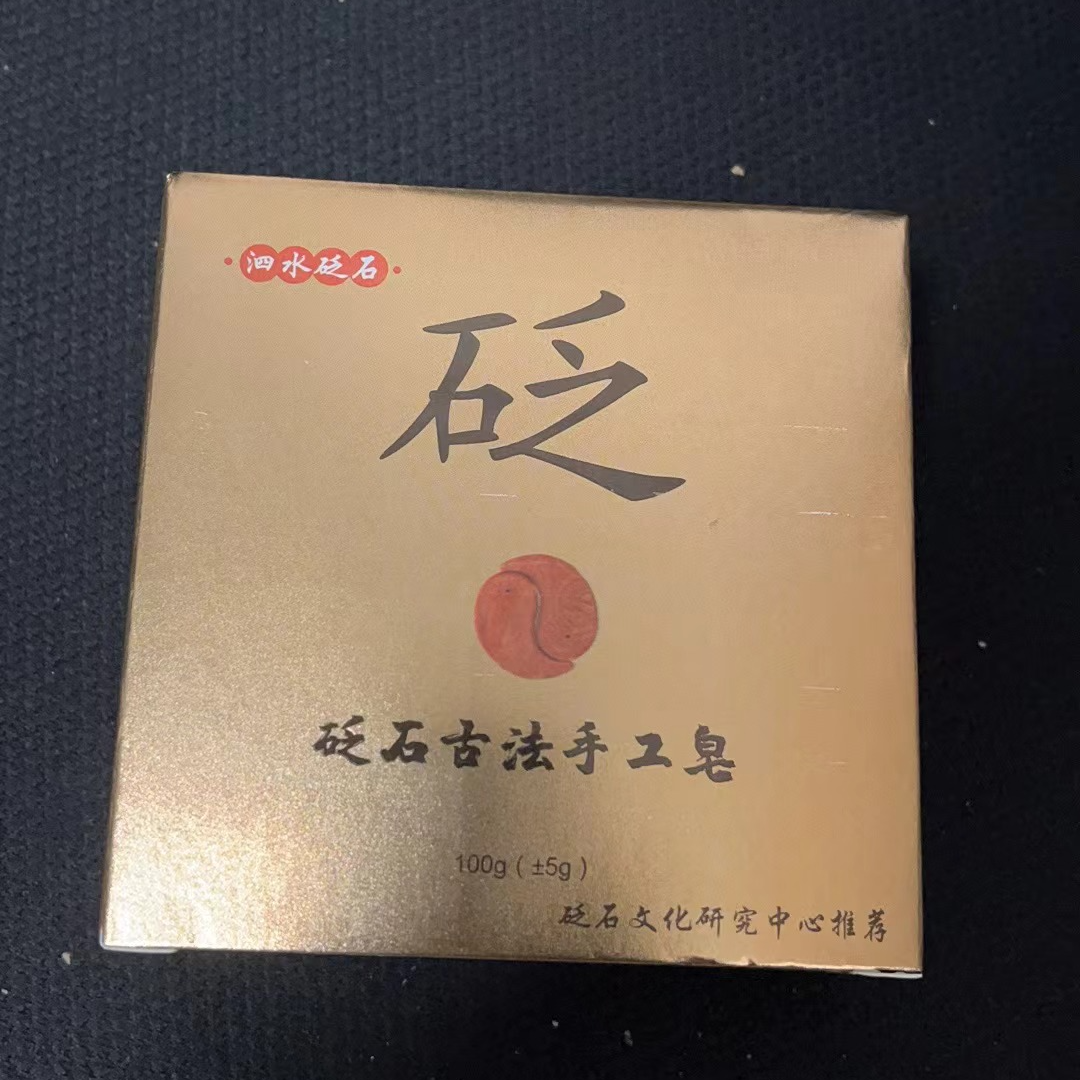 ·泗水砭石·
砭
砭石古法手工皂
100g（±5g）
砭石文化研究中心推荐